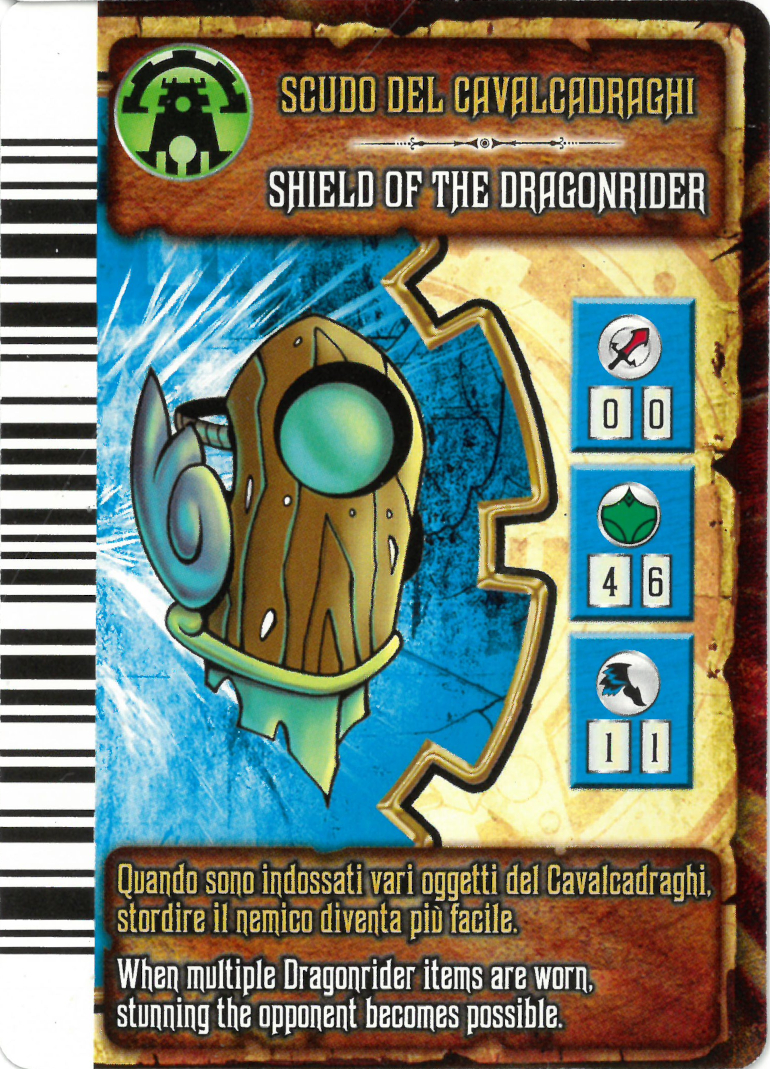 SCUDO DEL CAVALCADRAGHI
SHIELD OF THE DRAGONRIDER
0 0
4 6
1 1
Quando sono indossati vari oggetti del Cavalcadraghi,
stordire il nemico diventa più facile.
When multiple Dragonrider items are worn,
stunning the opponent becomes possible.